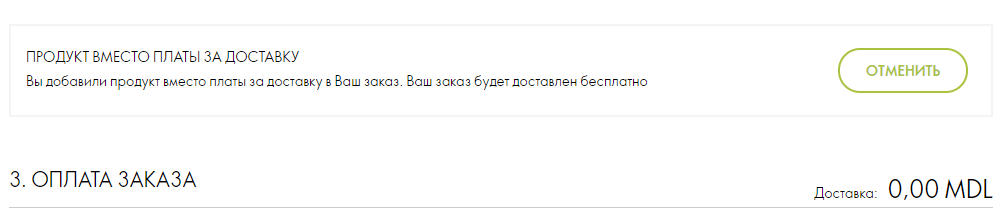 ПРОДУКТ ВМЕСТО ПЛАТЫ ЗА ДОСТАВКУ
Вы добавили продукт вместо платы за доставку в Ваш заказ. Ваш заказ будет доставлен бесплатно
ОТМЕНИТЬ
3. ОПЛАТА ЗАКАЗА
Доставка: 0,00 MDL